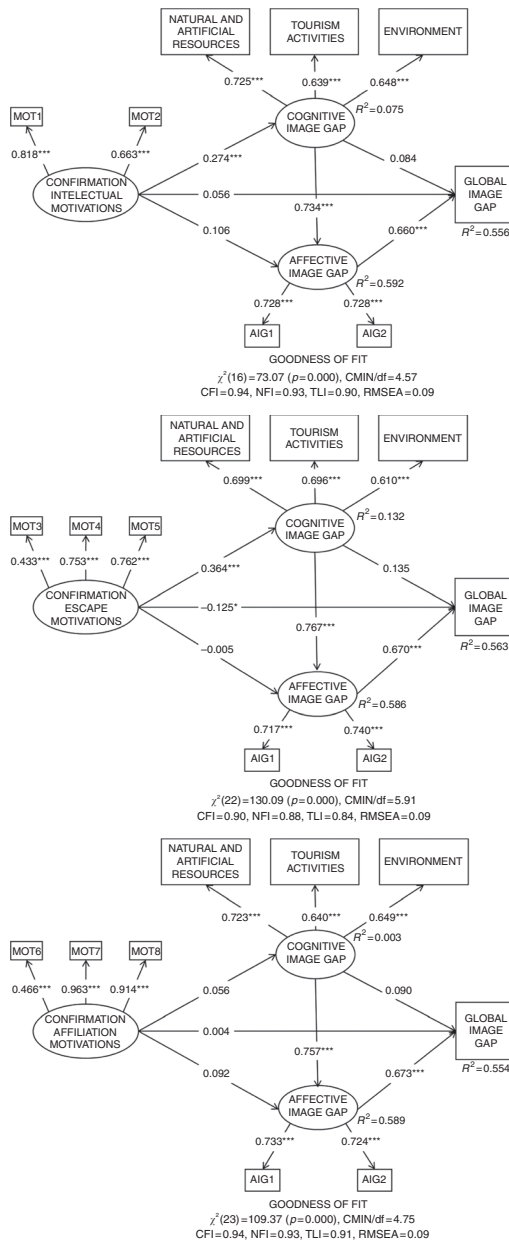 NATURAL AND
ARTIFICIAL
RESOURCES
TOURISM
ACTIVITIES
ENVIRONMENT
0.725***
0.639***
0.648***
MOT1
MOT2
COGNITIVE
IMAGE GAP
R²=0.075
0.818***
0.663***
0.274***
0.084
CONFIRMATION
INTELECTUAL
MOTIVATIONS
0.056
GLOBAL
IMAGE
GAP
0.734***
R²=0.556
0.106
0.660***
AFFECTIVE
IMAGE GAP
R²=0.592
0.728***
0.728***
AIG1
AIG2
GOODNESS OF FIT
χ²(16)=73.07 (p=0.000), CMIN/df=4.57
CFI=0.94, NFI=0.93, TLI=0.90, RMSEA=0.09
NATURAL AND
ARTIFICIAL
RESOURCES
TOURISM
ACTIVITIES
ENVIRONMENT
0.699***
0.696***
0.610***
MOT3
MOT4
MOT5
COGNITIVE
IMAGE GAP
R²=0.132
0.433***
0.753***
0.762***
0.364***
0.135
CONFIRMATION
ESCAPE
MOTIVATIONS
−0.125*
GLOBAL
IMAGE
GAP
0.767***
R²=0.563
−0.005
0.670***
AFFECTIVE
IMAGE GAP
R²=0.586
0.717***
0.740***
AIG1
AIG2
GOODNESS OF FIT
χ²(22)=130.09 (p=0.000), CMIN/df=5.91
CFI=0.90, NFI=0.88, TLI=0.84, RMSEA=0.09
NATURAL AND
ARTIFICIAL
RESOURCES
TOURISM
ACTIVITIES
ENVIRONMENT
0.723***
0.640***
0.649***
MOT6
MOT7
MOT8
COGNITIVE
IMAGE GAP
R²=0.003
0.466***
0.963***
0.914***
0.056
0.090
CONFIRMATION
AFFILIATION
MOTIVATIONS
0.004
GLOBAL
IMAGE
GAP
0.757***
R²=0.554
0.092
0.673***
AFFECTIVE
IMAGE GAP
R²=0.589
0.733***
0.724***
AIG1
AIG2
GOODNESS OF FIT
χ²(23)=109.37 (p=0.000), CMIN/df=4.75
CFI=0.94, NFI=0.93, TLI=0.91, RMSEA=0.09